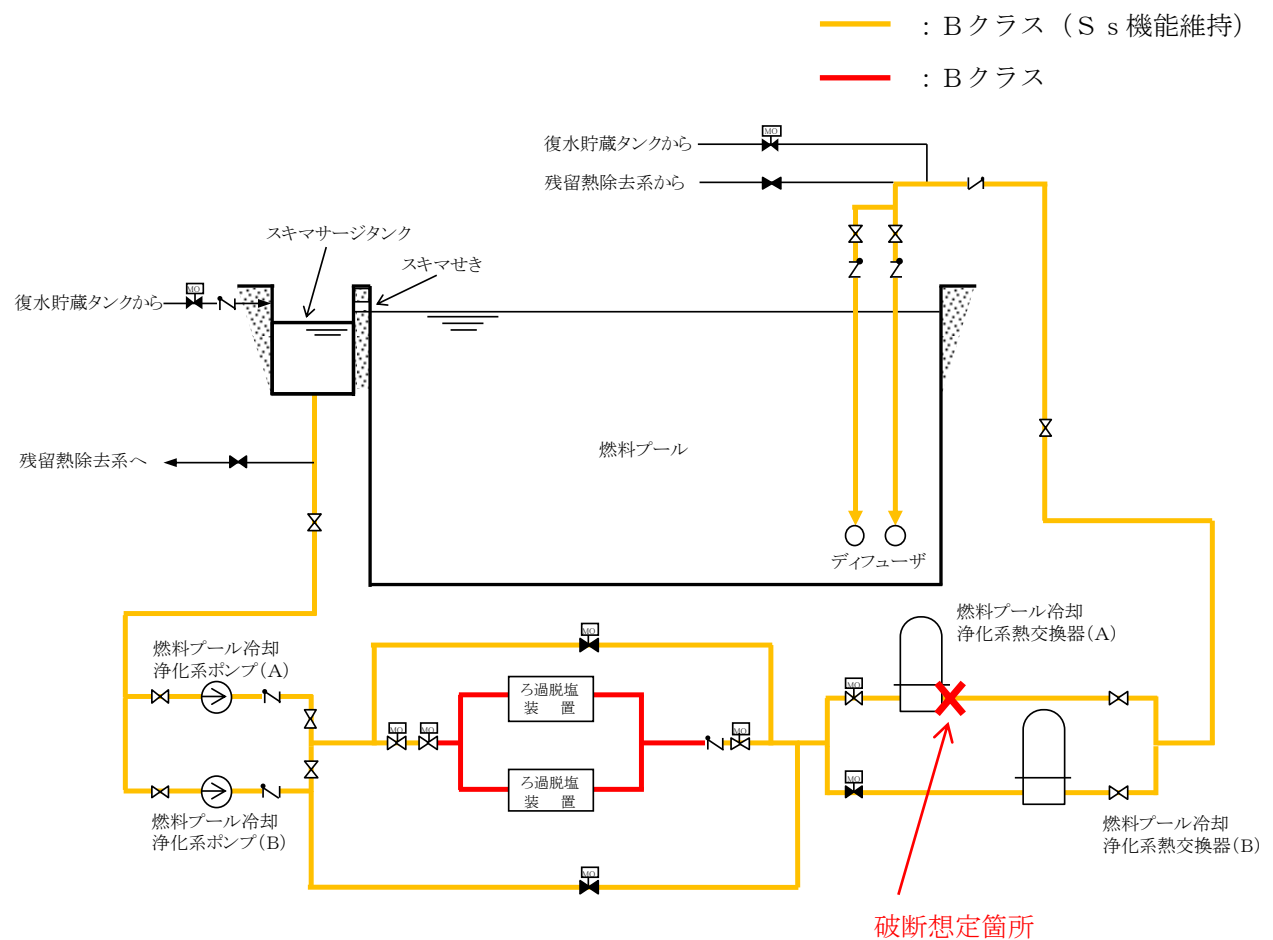 ：Ｂクラス（Ｓｓ機能維持）
：Ｂクラス
MO
復水貯蔵タンクから
残留熱除去系から
スキマサージタンク
スキマせき
MO
復水貯蔵タンクから
燃料プール
残留熱除去系へ
ディフューザ
燃料プール冷却
浄化系熱交換器（A）
MO
燃料プール冷却
浄化系ポンプ（A）
MO
ろ過脱塩
装　置
MO
MO
MO
ろ過脱塩
装　置
MO
燃料プール冷却
浄化系ポンプ（B）
燃料プール冷却
浄化系熱交換器（B）
MO
破断想定箇所